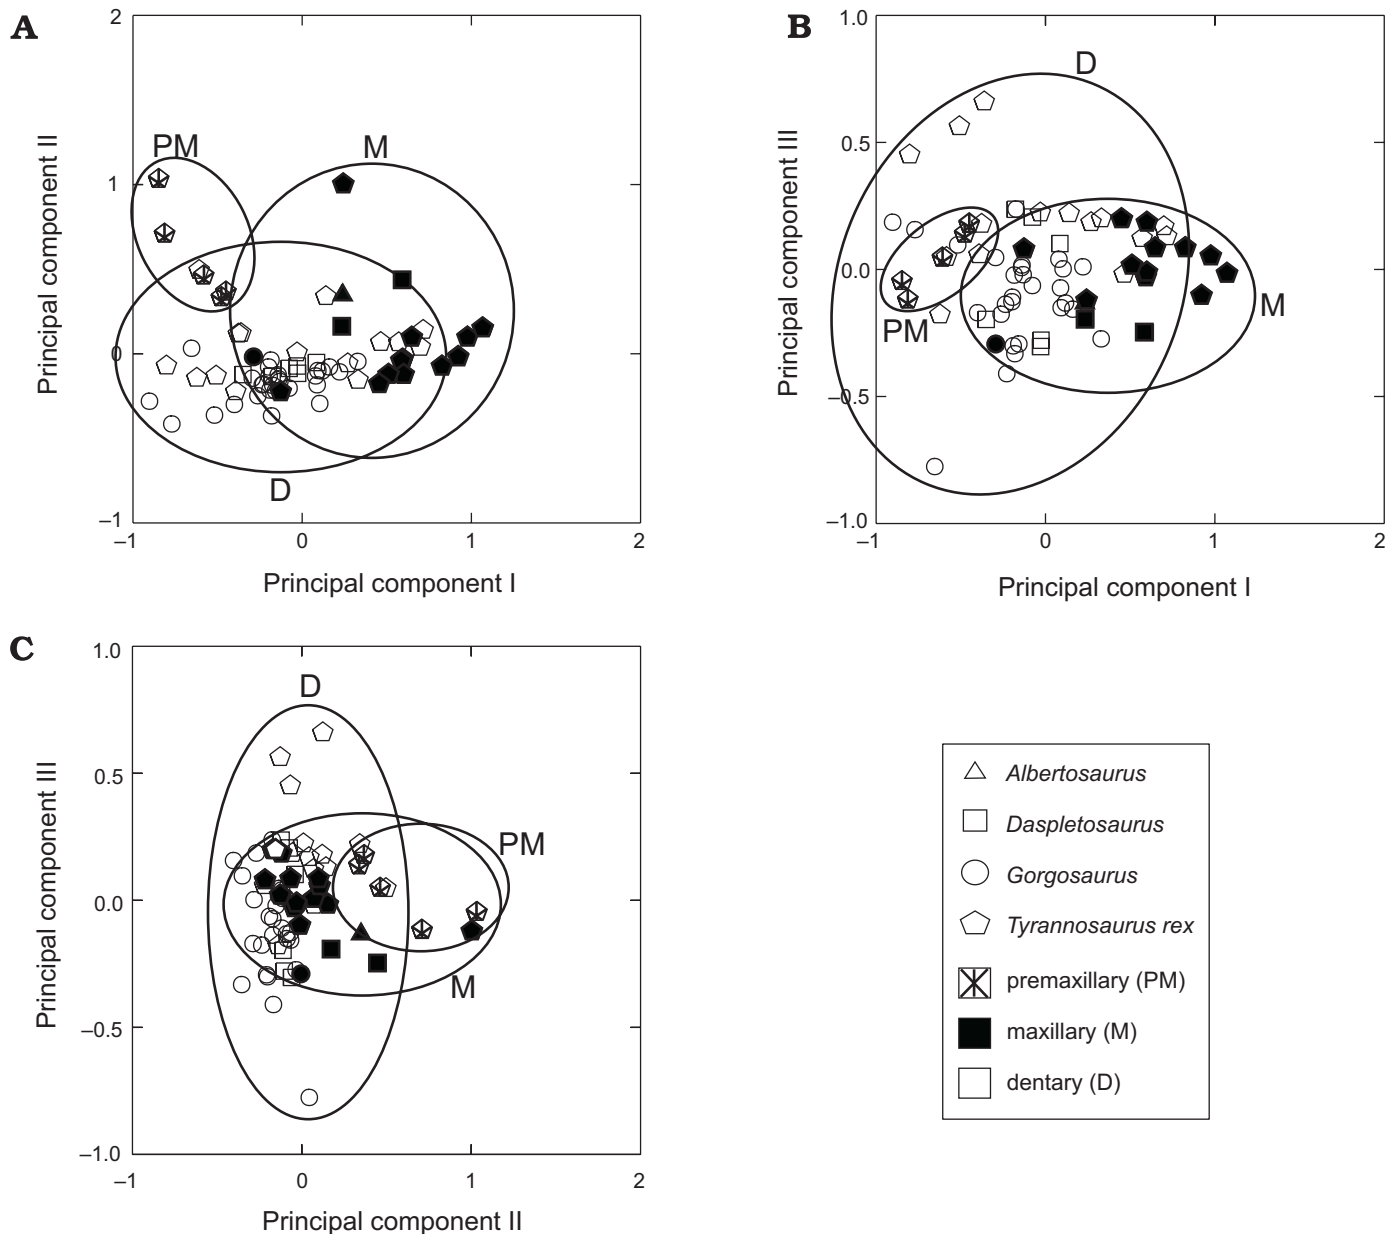 A
2
1
0
–1
–1
0
1
2
Principal component II
Principal component I
PM
M
D
B
1.0
0.5
0.0
–0.5
–1.0
–1
0
1
2
Principal component III
Principal component I
D
PM
M
C
1.0
0.5
0.0
–0.5
–1.0
–1
0
1
2
Principal component III
Principal component II
D
PM
M
Albertosaurus
Daspletosaurus
Gorgosaurus
Tyrannosaurus rex
premaxillary (PM)
maxillary (M)
dentary (D)